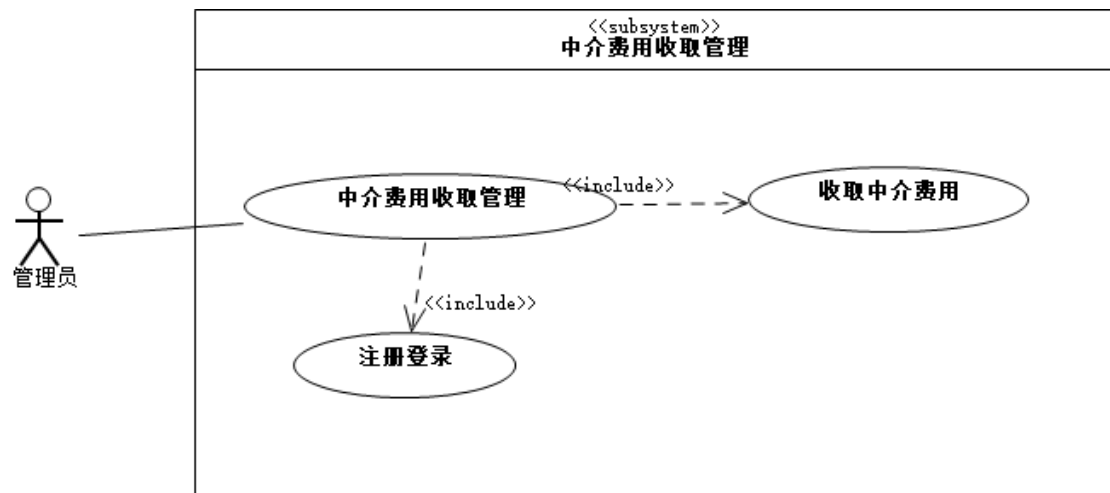 <<subsystem>>
中介费用收取管理
中介费用收取管理
<<include>>
收取中介费用
管理员
<<include>>
注册登录